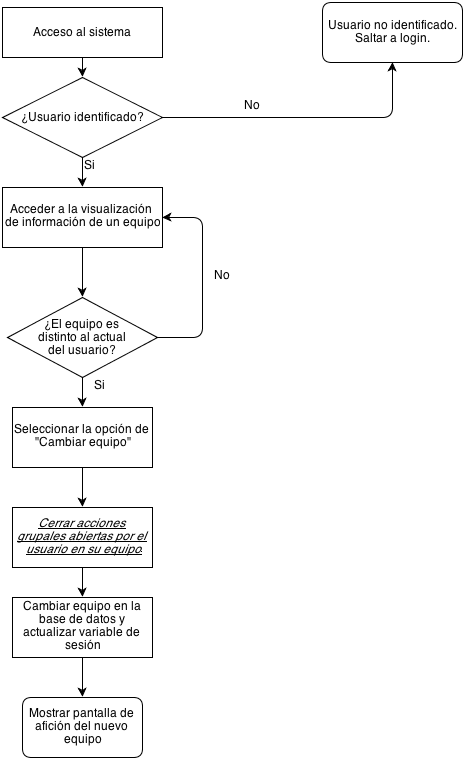 Acceso al sistema
Usuario no identificado.
Saltar a login.
¿Usuario identificado?
No
Si
Acceder a la visualización
de información de un equipo
No
¿El equipo es
distinto al actual
del usuario?
Si
Seleccionar la opción de
"Cambiar equipo"
Cerrar acciones
grupales abiertas por el
usuario en su equipo
Cambiar equipo en la
base de datos y
actualizar variable de
sesión
Mostrar pantalla de
afición del nuevo
equipo